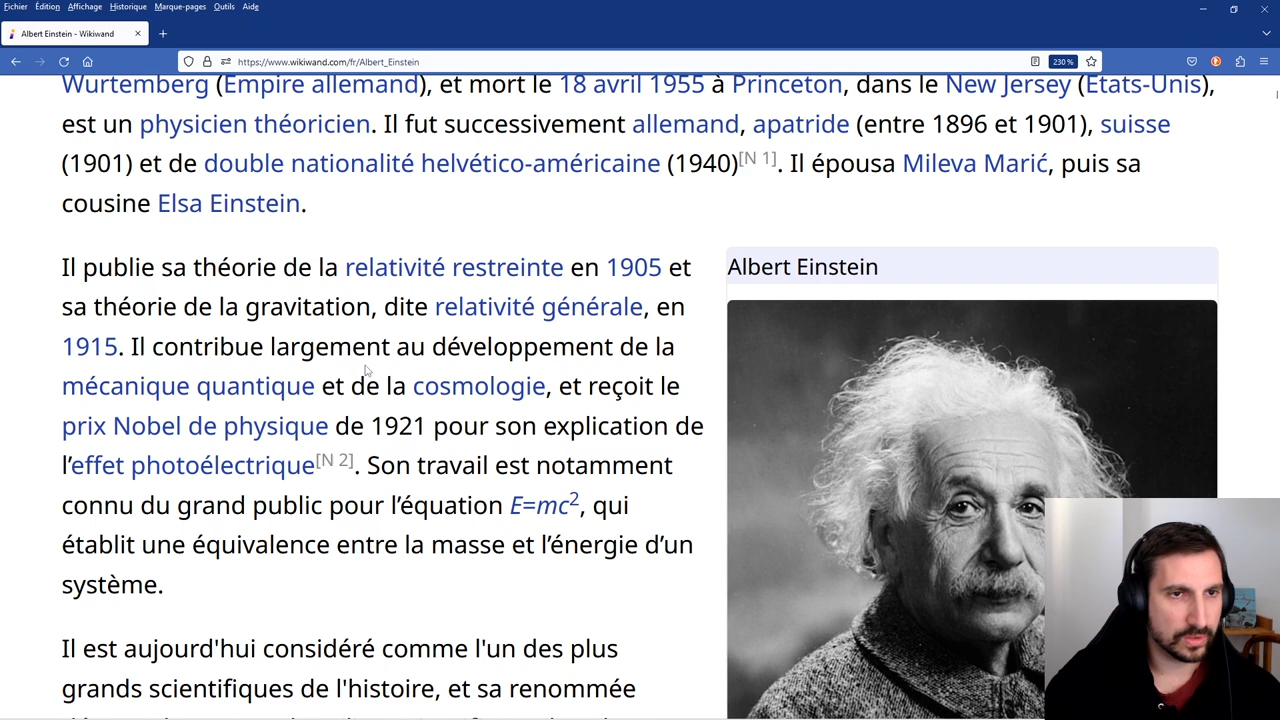 Fichier Édition Affichage Historique Marque-pages Outils Aide
Albert Einstein - Wikiwand
https://www.wikiwand.com/fr/Albert_Einstein
230 %
Wurtemberg (Empire allemand), et mort le 18 avril 1955 à Princeton, dans le New Jersey (États-Unis),
est un physicien théoricien. Il fut successivement allemand, apatride (entre 1896 et 1901), suisse
(1901) et de double nationalité helvético-américaine (1940)[N 1]. Il épousa Mileva Marić, puis sa
cousine Elsa Einstein.
Il publie sa théorie de la relativité restreinte en 1905 et
sa théorie de la gravitation, dite relativité générale, en
1915. Il contribue largement au développement de la
mécanique quantique et de la cosmologie, et reçoit le
prix Nobel de physique de 1921 pour son explication de
l’effet photoélectrique[N 2]. Son travail est notamment
connu du grand public pour l’équation E=mc², qui
établit une équivalence entre la masse et l’énergie d’un
système.
Il est aujourd'hui considéré comme l'un des plus
grands scientifiques de l'histoire, et sa renommée
Albert Einstein